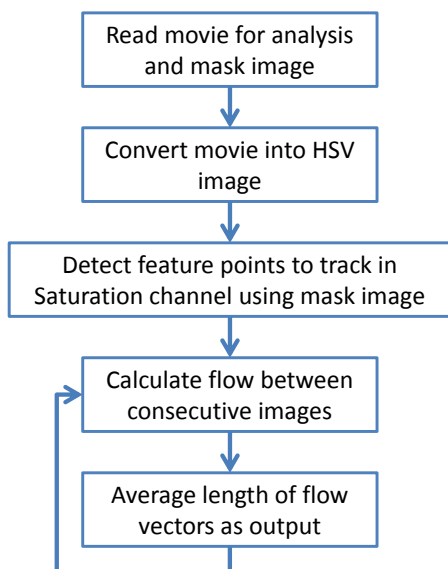 Read movie for analysis
and mask image
Convert movie into HSV
image
Detect feature points to track in
Saturation channel using mask image
Calculate flow between
consecutive images
Average length of flow
vectors as output